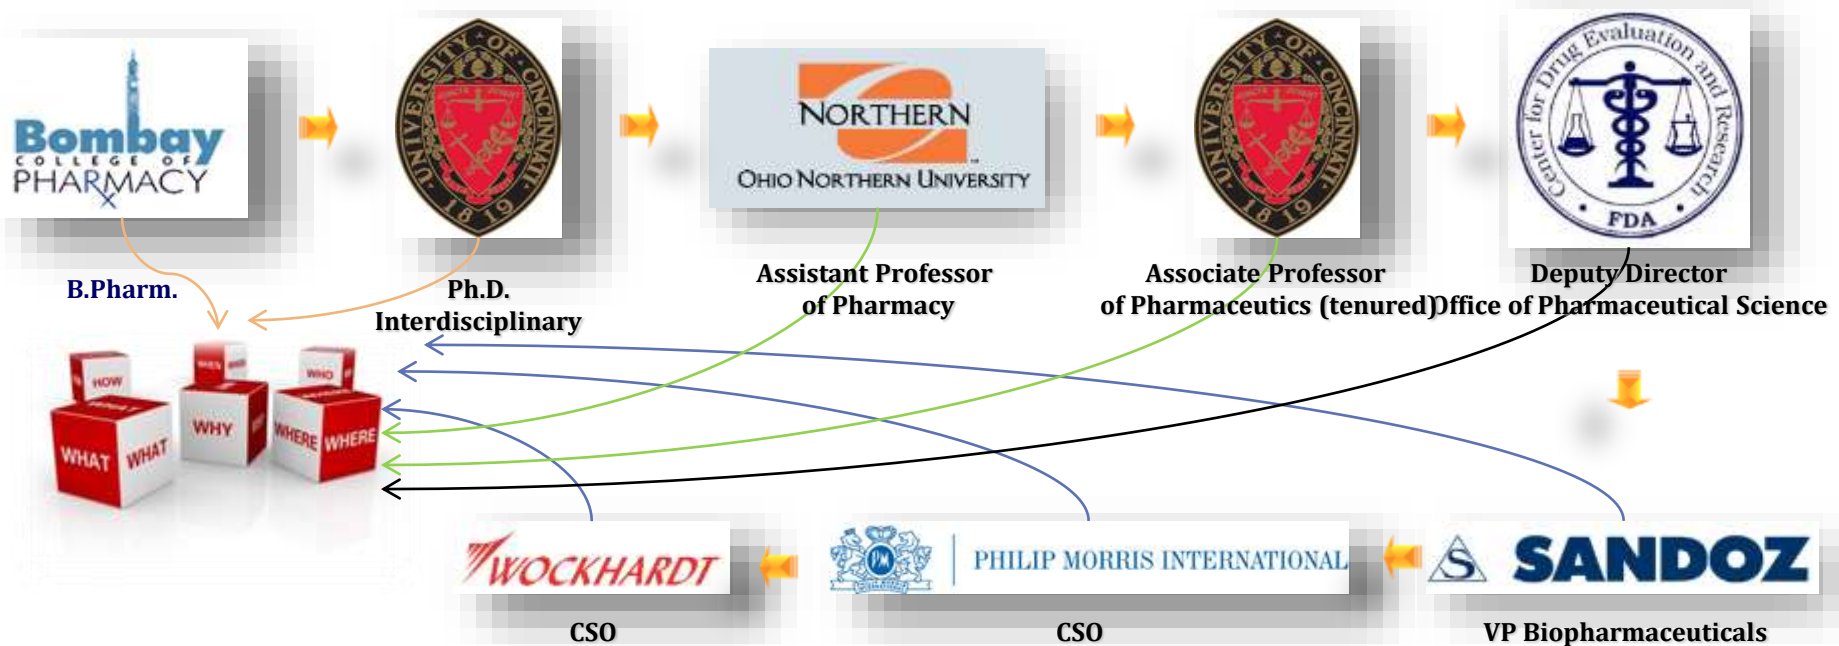 Bombay
COLLEGE OF
PHARMACY
UNIVERSITY · OF · CINCINNATI
1819
NORTHERN
OHIO NORTHERN UNIVERSITY
UNIVERSITY · OF · CINCINNATI
1819
Center for Drug Evaluation and Research
FDA
B.Pharm.
Ph.D.
Interdisciplinary
Assistant Professor
of Pharmacy
Associate Professor
of Pharmaceutics (tenured)
Deputy Director
Office of Pharmaceutical Science
HOW
WHEN
WHO
WHAT
WHAT WHAT
WHY
WHERE WHERE
WOCKHARDT
PM
PHILIP MORRIS INTERNATIONAL
S
SANDOZ
CSO
CSO
VP Biopharmaceuticals